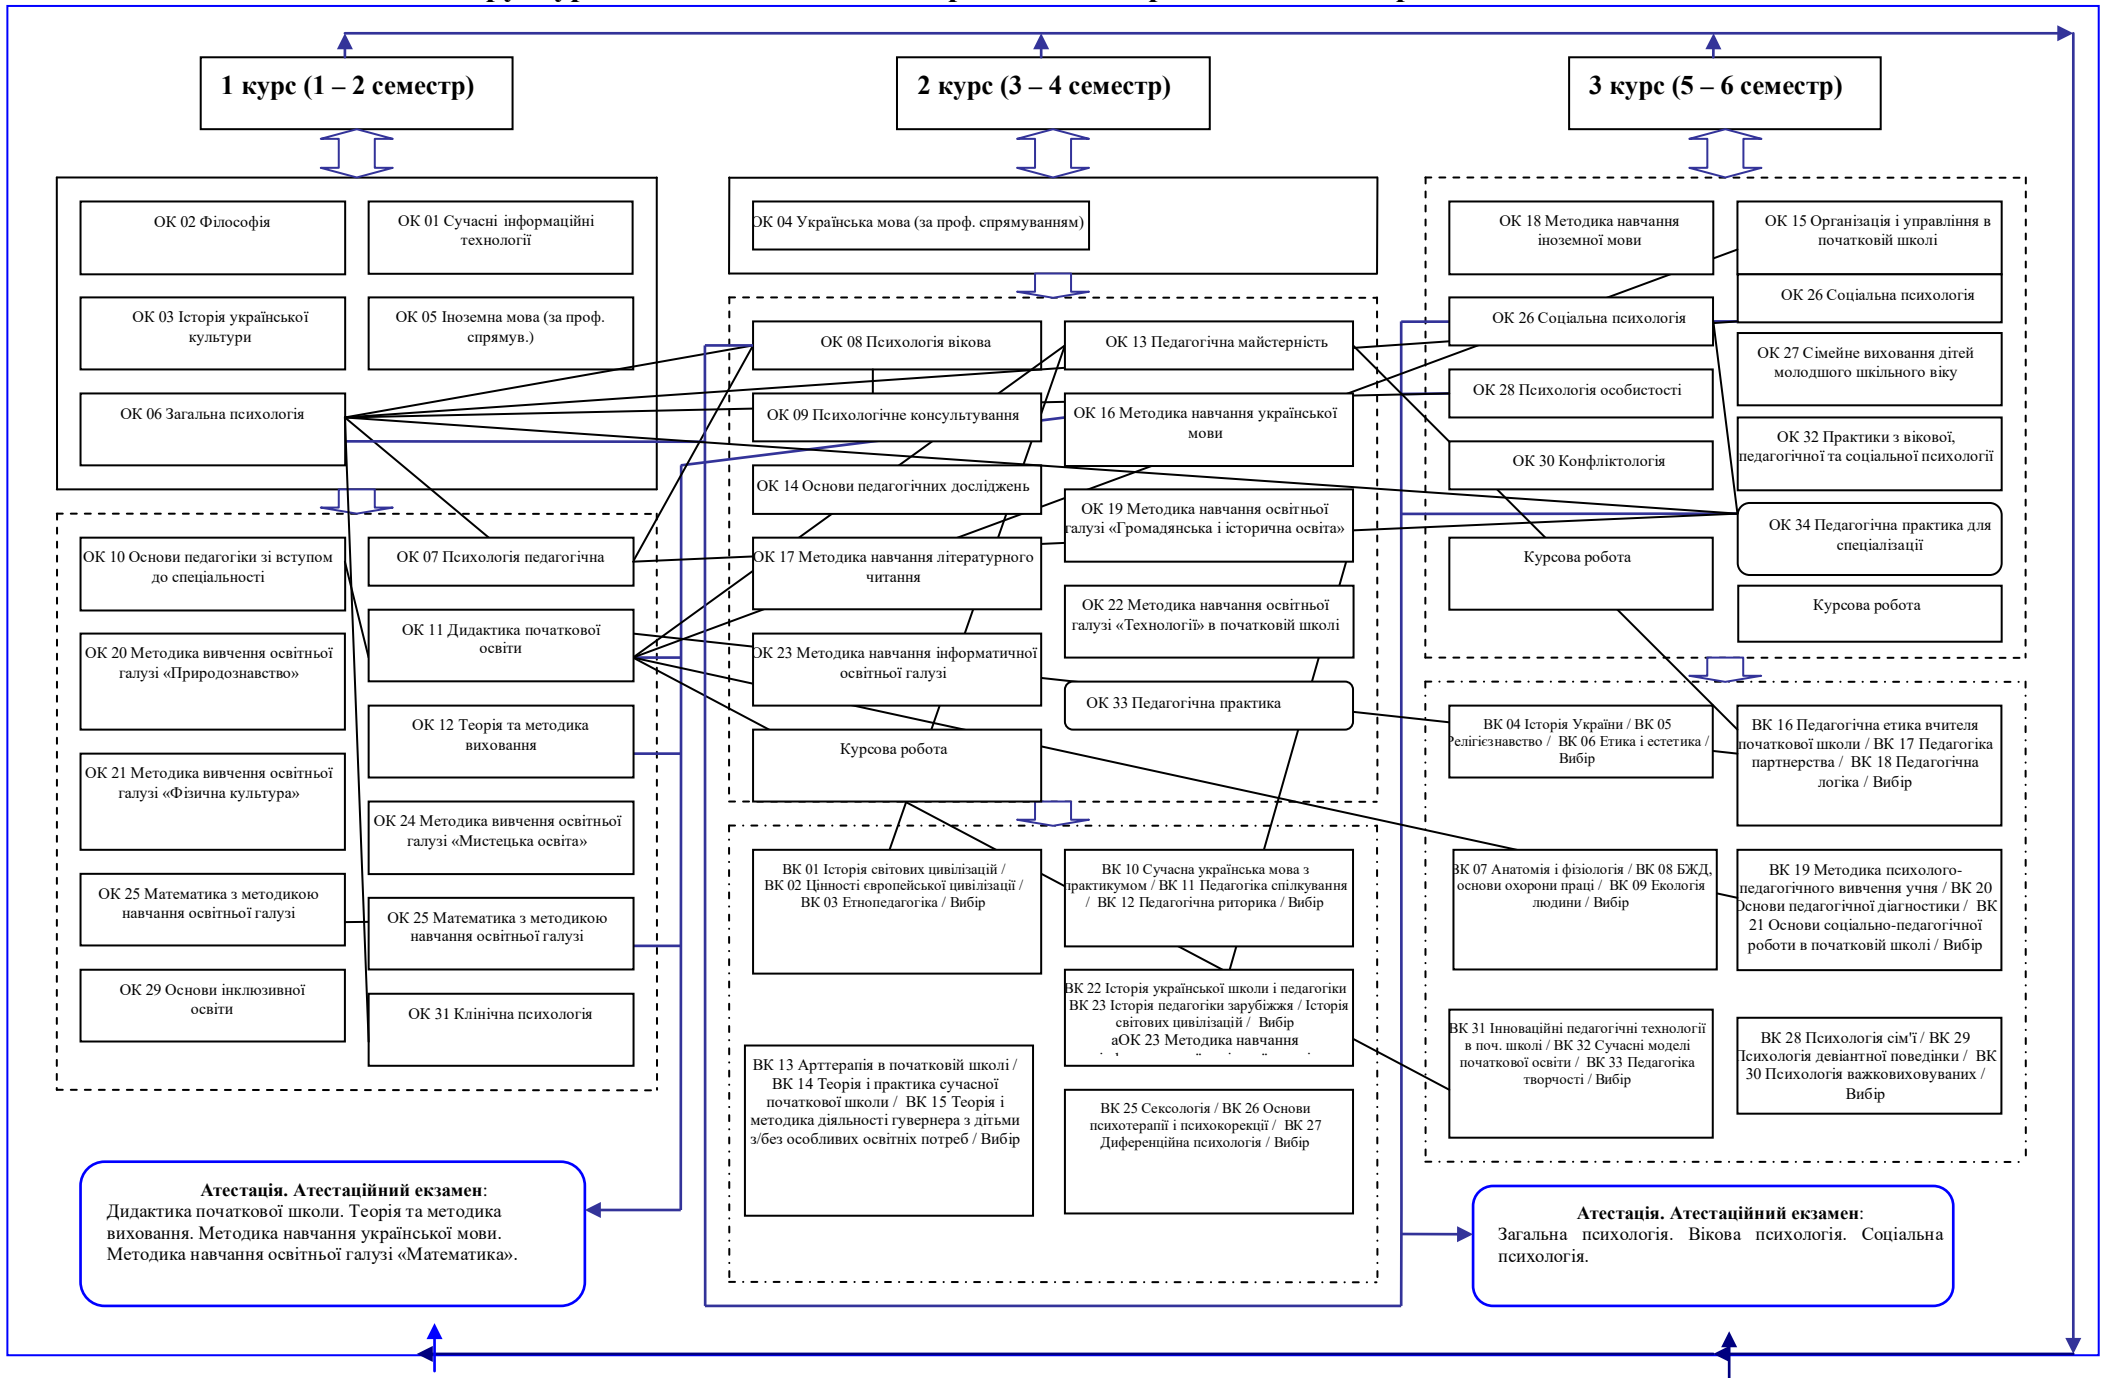 1 курс (1 – 2 семестр)
2 курс (3 – 4 семестр)
3 курс (5 – 6 семестр)
ОК 02 Філософія
ОК 01 Сучасні інформаційні
технології
ОК 03 Історія української
культури
ОК 05 Іноземна мова (за проф.
спрямув.)
ОК 06 Загальна психологія
ОК 10 Основи педагогіки зі вступом
до спеціальності
ОК 07 Психологія педагогічна
ОК 11 Дидактика початкової
освіти
ОК 20 Методика вивчення освітньої
галузі «Природознавство»
ОК 12 Теорія та методика
виховання
ОК 21 Методика вивчення освітньої
галузі «Фізична культура»
ОК 24 Методика вивчення освітньої
галузі «Мистецька освіта»
ОК 25 Математика з методикою
навчання освітньої галузі
ОК 25 Математика з методикою
навчання освітньої галузі
ОК 29 Основи інклюзивної
освіти
ОК 31 Клінічна психологія
Атестація. Атестаційний екзамен:
Дидактика початкової школи. Теорія та методика
виховання. Методика навчання української мови.
Методика навчання освітньої галузі «Математика».
ОК 04 Українська мова (за проф. спрямуванням)
ОК 08 Психологія вікова
ОК 13 Педагогічна майстерність
ОК 09 Психологічне консультування
ОК 16 Методика навчання української
мови
ОК 14 Основи педагогічних досліджень
ОК 19 Методика навчання освітньої
галузі «Громадянська і історична освіта»
ОК 17 Методика навчання літературного
читання
ОК 22 Методика навчання освітньої
галузі «Технології» в початковій школі
ОК 23 Методика навчання інформатичної
освітньої галузі
ОК 33 Педагогічна практика
Курсова робота
ВК 01 Історія світових цивілізацій /
ВК 02 Цінності європейської цивілізації /
ВК 03 Етнопедагогіка / Вибір
ВК 10 Сучасна українська мова з
практикумом / ВК 11 Педагогіка спілкування
/ ВК 12 Педагогічна риторика / Вибір
ВК 22 Історія української школи і педагогіки
ВК 23 Історія педагогіки зарубіжжя / Історія
світових цивілізацій / Вибір
аОК 23 Методика навчання
ВК 13 Арттерапія в початковій школі /
ВК 14 Теорія і практика сучасної
початкової школи / ВК 15 Теорія і
методика діяльності гувернера з дітьми
з/без особливих освітніх потреб / Вибір
ВК 25 Сексологія / ВК 26 Основи
психотерапії і психокорекції / ВК 27
Диференційна психологія / Вибір
ОК 18 Методика навчання
іноземної мови
ОК 15 Організація і управління в
початковій школі
ОК 26 Соціальна психологія
ОК 26 Соціальна психологія
ОК 27 Сімейне виховання дітей
молодшого шкільного віку
ОК 28 Психологія особистості
ОК 32 Практики з вікової,
педагогічної та соціальної психології
ОК 30 Конфліктологія
ОК 34 Педагогічна практика для
спеціалізації
Курсова робота
Курсова робота
ВК 04 Історія України / ВК 05
Релігієзнавство / ВК 06 Етика і естетика /
Вибір
ВК 16 Педагогічна етика вчителя
початкової школи / ВК 17 Педагогіка
партнерства / ВК 18 Педагогічна
логіка / Вибір
ВК 07 Анатомія і фізіологія / ВК 08 БЖД,
основи охорони праці / ВК 09 Екологія
людини / Вибір
ВК 19 Методика психолого-
педагогічного вивчення учня / ВК 20
Основи педагогічної діагностики / ВК
21 Основи соціально-педагогічної
роботи в початковій школі / Вибір
ВК 31 Інноваційні педагогічні технології
в поч. школі / ВК 32 Сучасні моделі
початкової освіти / ВК 33 Педагогіка
творчості / Вибір
ВК 28 Психологія сім'ї / ВК 29
Психологія девіантної поведінки / ВК
30 Психологія важковиховуваних /
Вибір
Атестація. Атестаційний екзамен:
Загальна психологія. Вікова психологія. Соціальна
психологія.